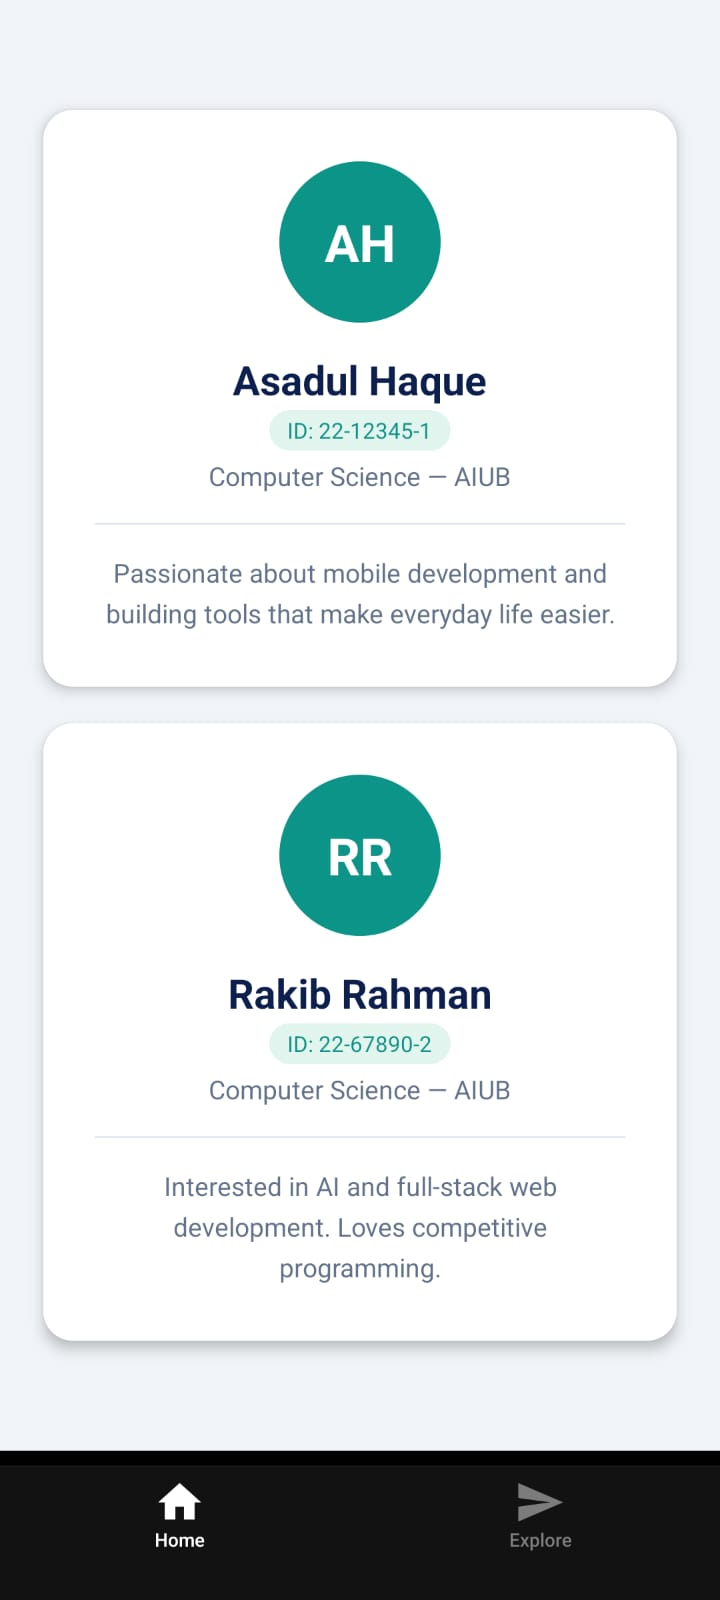 AH
Asadul Haque
ID: 22-12345-1
Computer Science — AIUB
Passionate about mobile development and
building tools that make everyday life easier.
RR
Rakib Rahman
ID: 22-67890-2
Computer Science — AIUB
Interested in AI and full-stack web
development. Loves competitive
programming.
Home
Explore